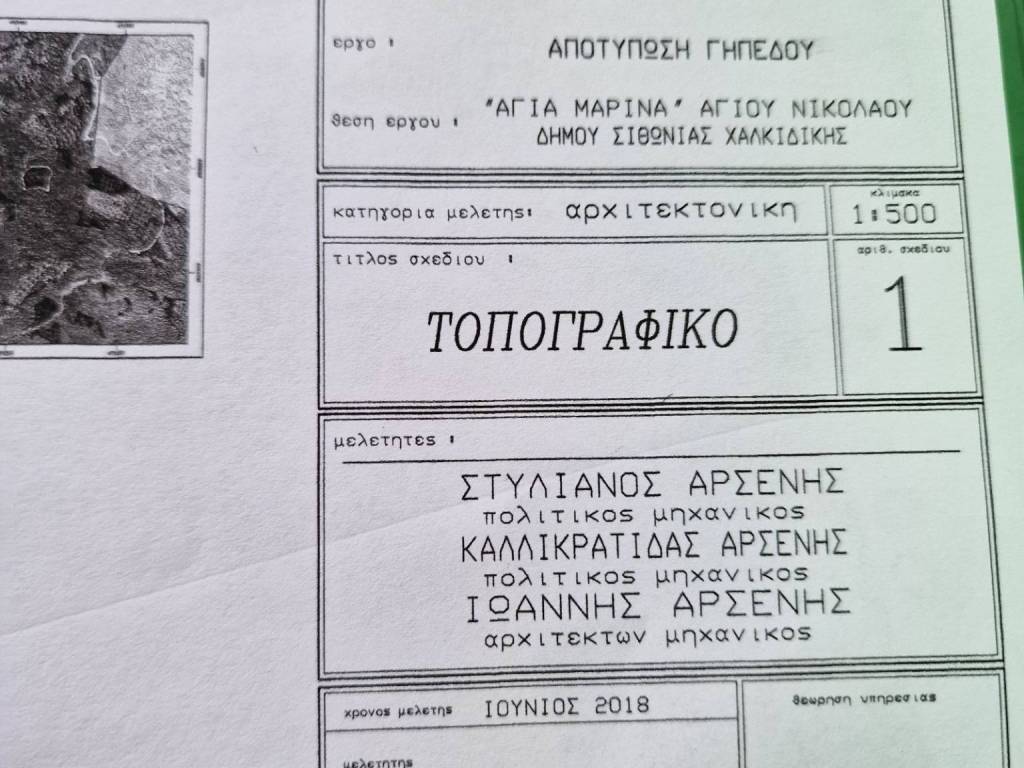 εργο :
ΑΠΟΤΥΠΩΣΗ ΓΗΠΕΔΟΥ
θεση εργου :
"ΑΓΙΑ ΜΑΡΙΝΑ" ΑΓΙΟΥ ΝΙΚΟΛΑΟΥ
ΔΗΜΟΥ ΣΙΘΩΝΙΑΣ ΧΑΛΚΙΔΙΚΗΣ
κατηγορια μελετης: αρχιτεκτονικη
κλιμακα
1:500
τιτλος σχεδιου :
ΤΟΠΟΓΡΑΦΙΚΟ
αριθ. σχεδιου
1
μελετητες :
ΣΤΥΛΙΑΝΟΣ ΑΡΣΕΝΗΣ
πολιτικος μηχανικος
ΚΑΛΛΙΚΡΑΤΙΔΑΣ ΑΡΣΕΝΗΣ
πολιτικος μηχανικος
ΙΩΑΝΝΗΣ ΑΡΣΕΝΗΣ
αρχιτεκτων μηχανικος
χρονος μελετης ΙΟΥΝΙΟΣ 2018
θεωρηση υπηρεσιας
μελετητης